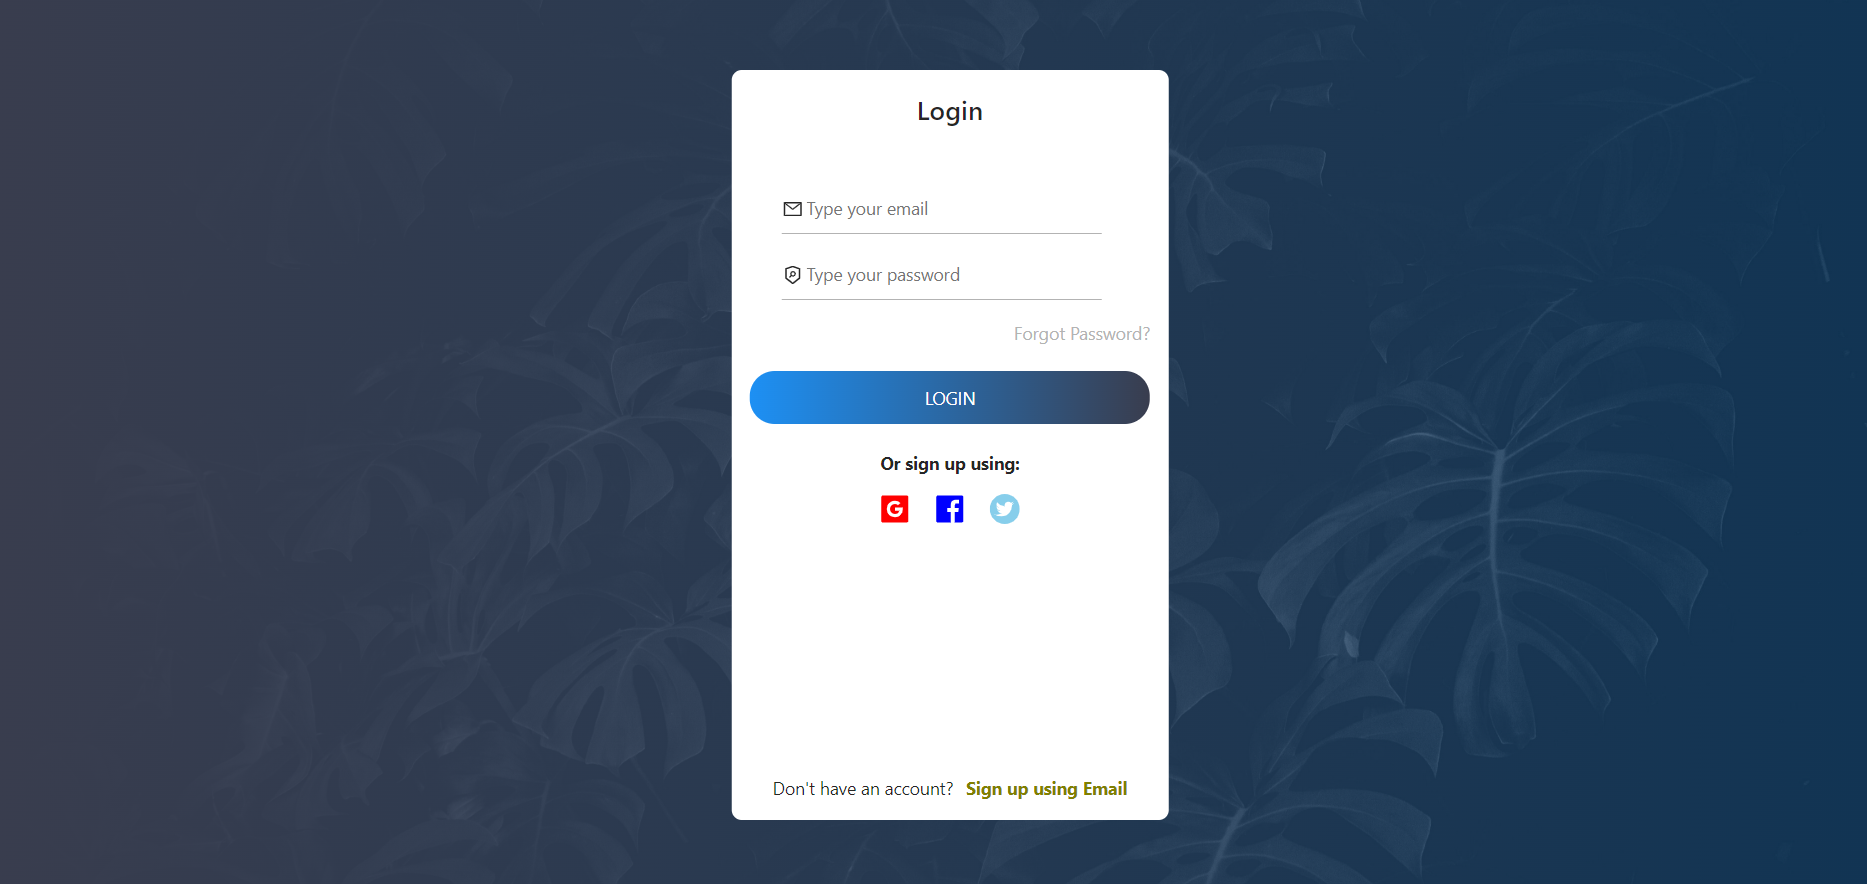 Login
Type your email
Type your password
Forgot Password?
LOGIN
Or sign up using:
G f
Don't have an account? Sign up using Email